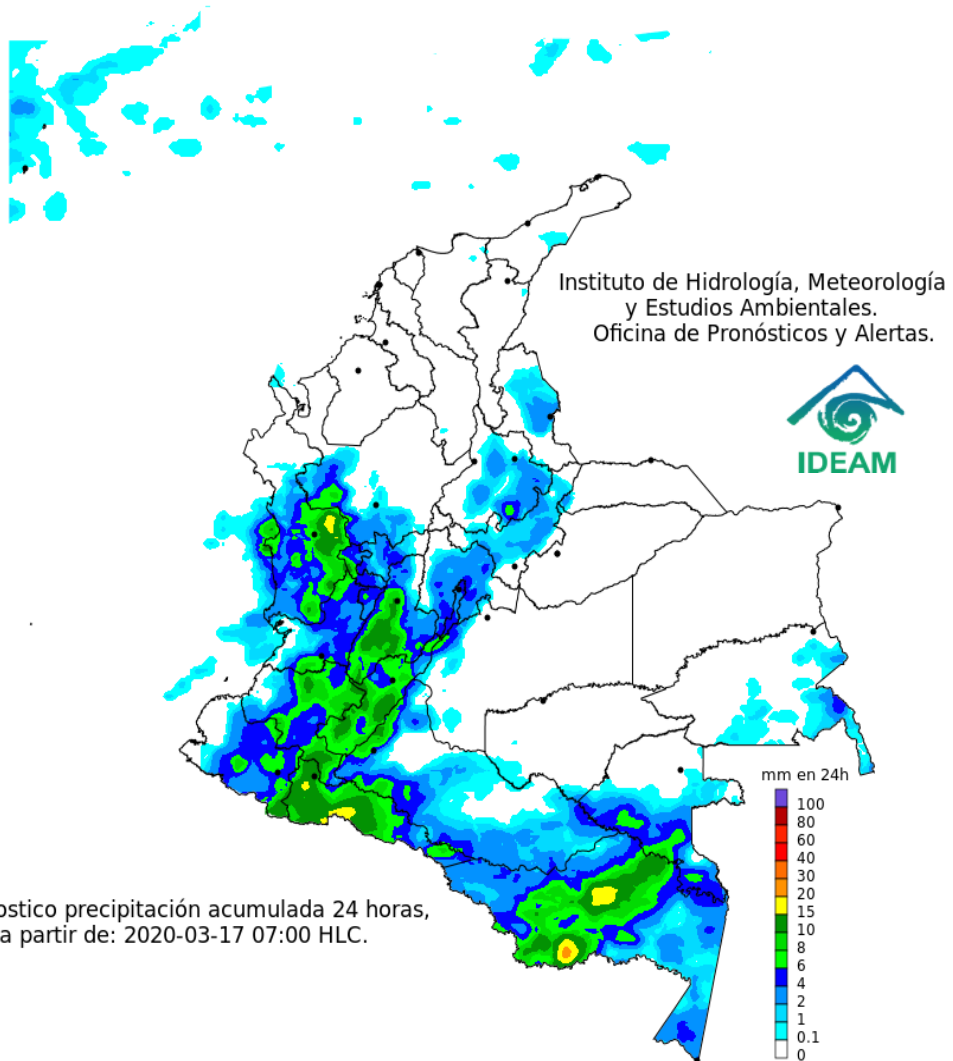 Instituto de Hidrología, Meteorología
y Estudios Ambientales.
Oficina de Pronósticos y Alertas.
IDEAM
mm en 24h
100
80
60
40
30
20
15
10
8
6
4
2
1
0.1
0
ostico precipitación acumulada 24 horas,
a partir de: 2020-03-17 07:00 HLC.